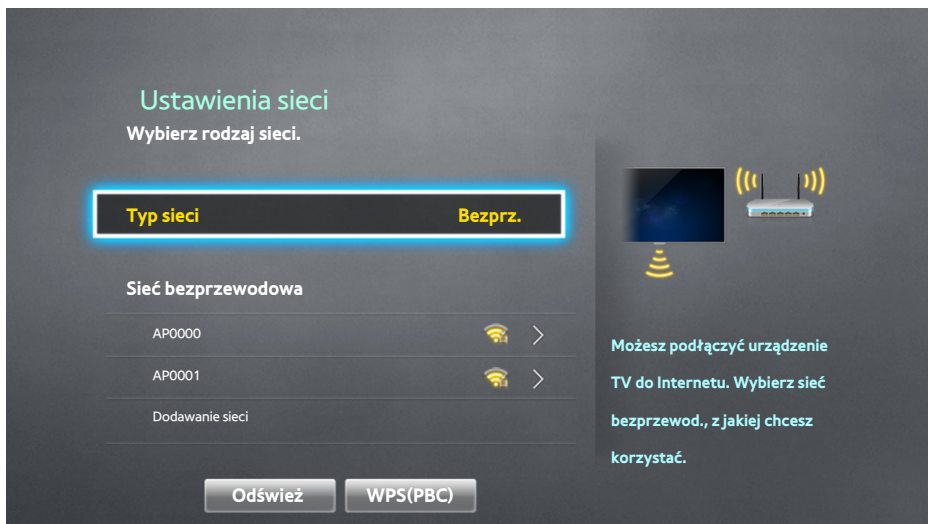 Ustawienia sieci
Wybierz rodzaj sieci.
Typ sieci Bezprz.
Sieć bezprzewodowa
AP0000
AP0001
Dodawanie sieci
Odśwież WPS(PBC)
Możesz podłączyć urządzenie
TV do Internetu. Wybierz sieć
bezprzewod., z jakiej chcesz
korzystać.